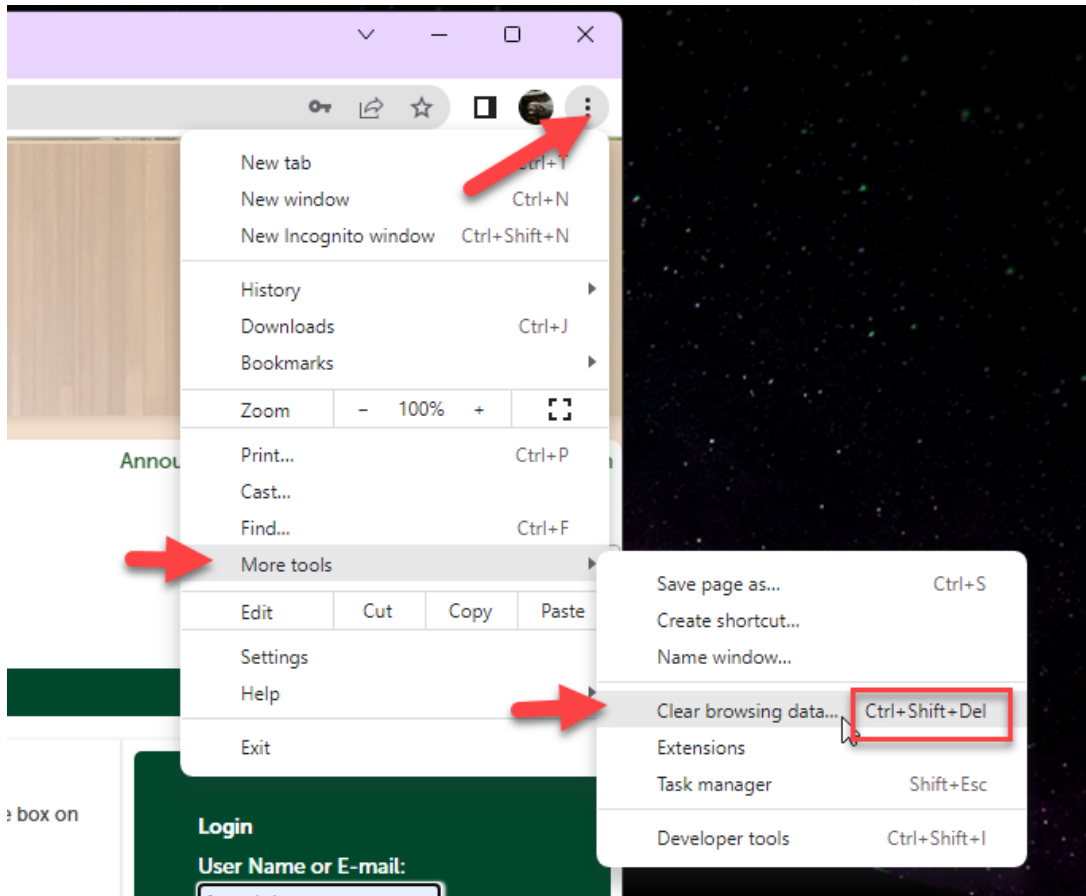 New tab
New window Ctrl+N
New Incognito window Ctrl+Shift+N
History
Downloads Ctrl+J
Bookmarks
Zoom - 100% +
Print... Ctrl+P
Cast...
Find... Ctrl+F
More tools
Edit Cut Copy Paste
Settings
Help
Exit
Save page as... Ctrl+S
Create shortcut...
Name window...
Clear browsing data... Ctrl+Shift+Del
Extensions
Task manager Shift+Esc
Developer tools Ctrl+Shift+I
box on
Login
User Name or E-mail: